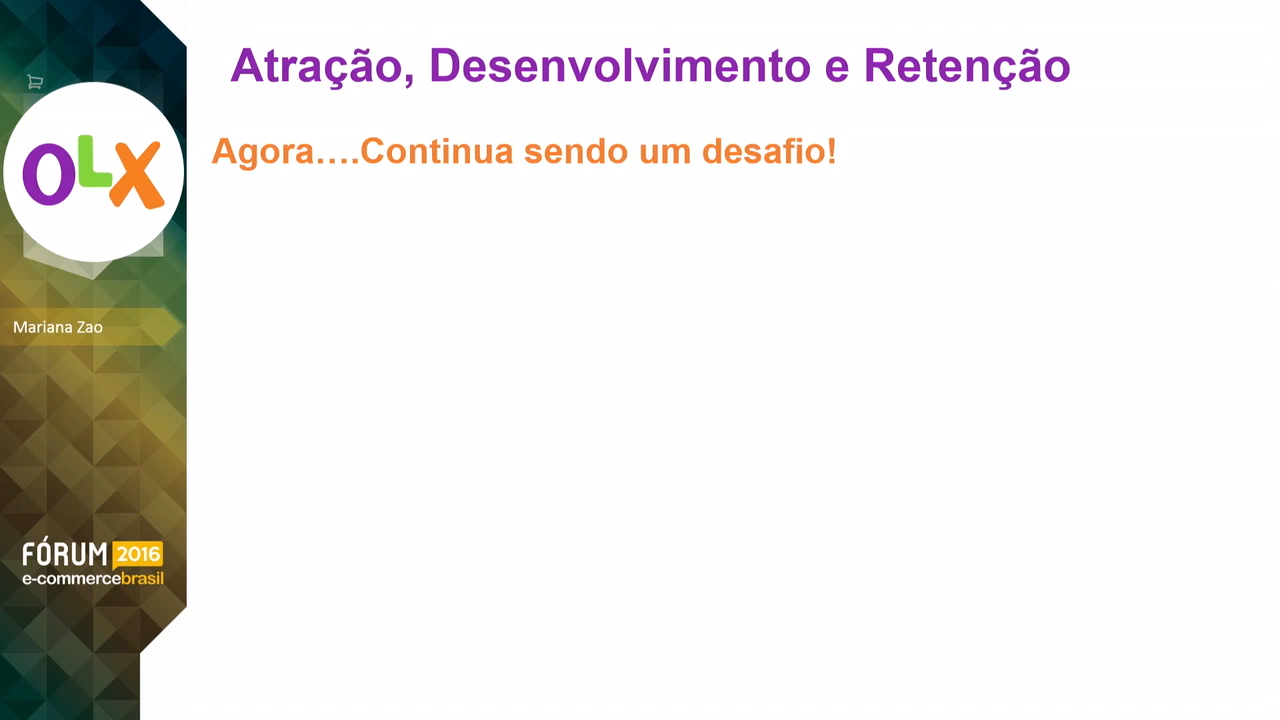 Atração, Desenvolvimento e Retenção
Agora....Continua sendo um desafio!
OLX
Mariana Zao
FÓRUM 2016
e-commercebrasil